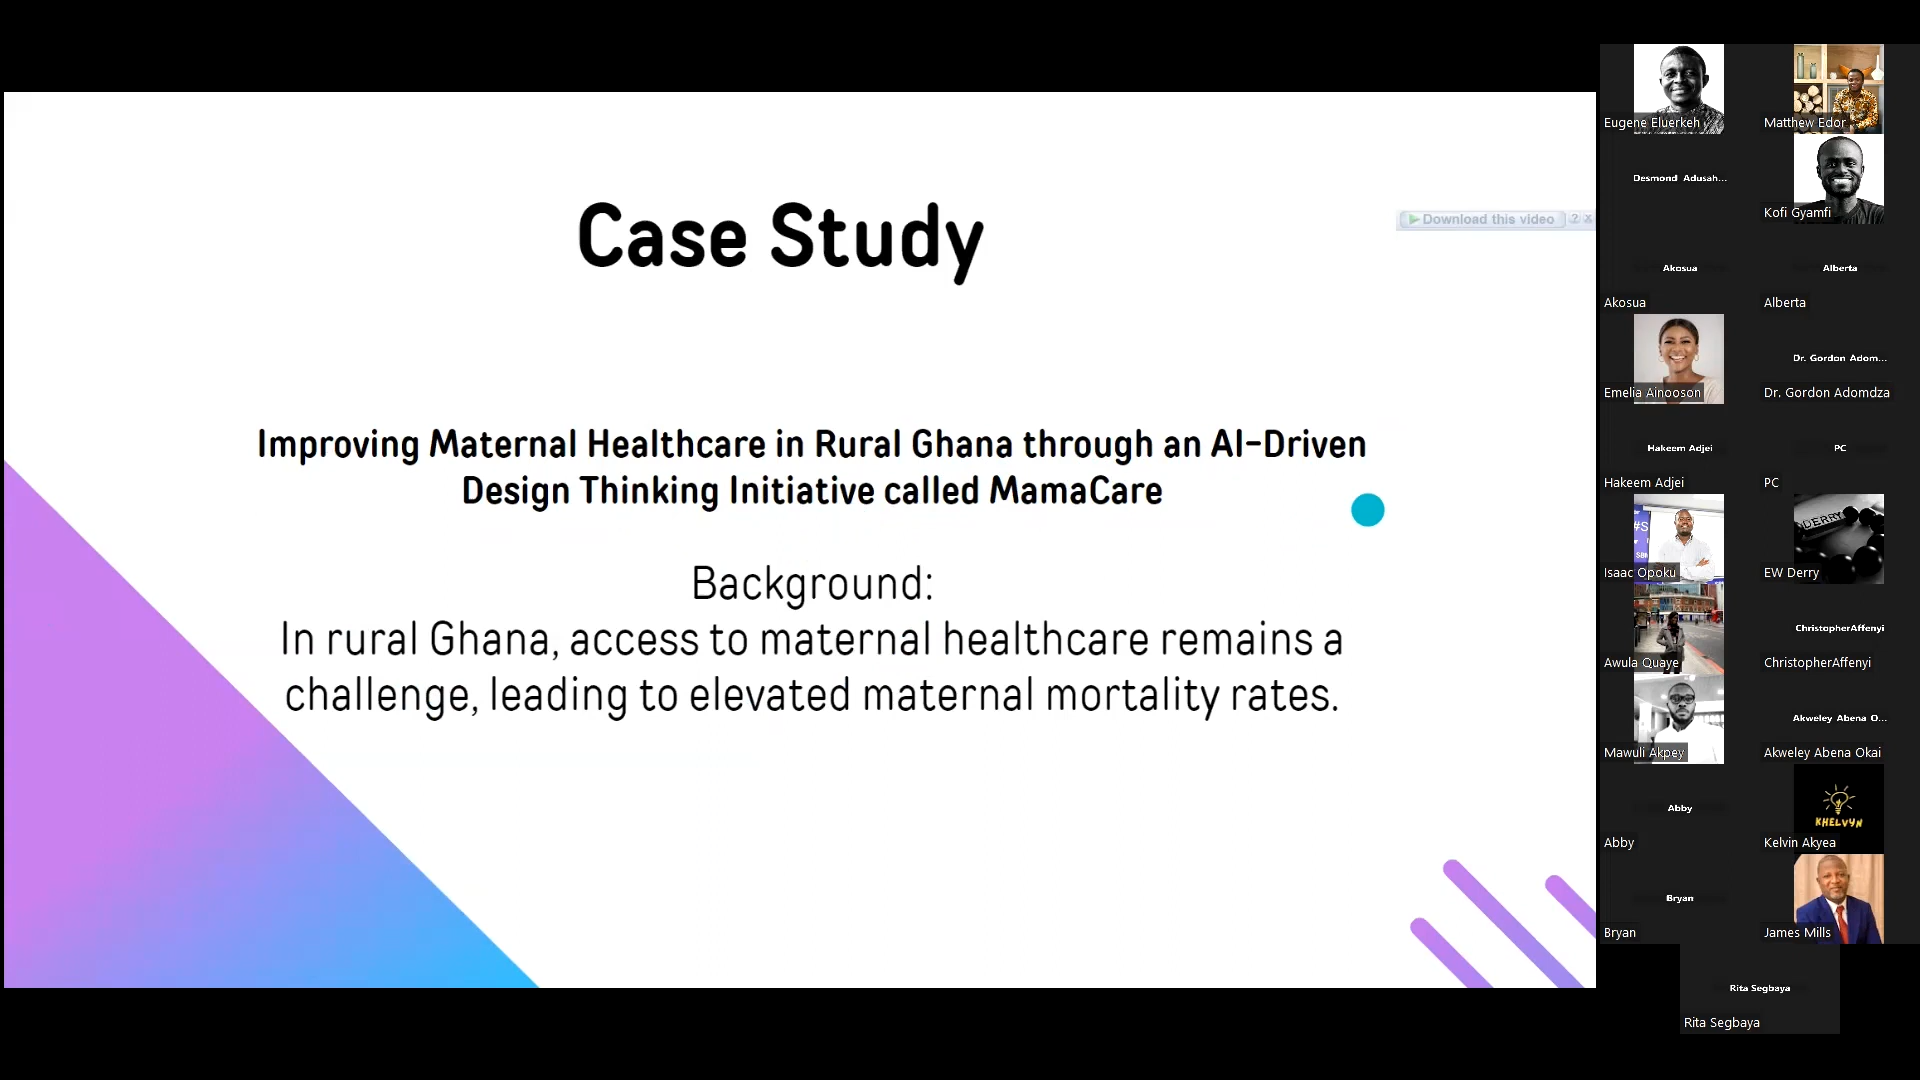 Case Study
Download this video ? x
Improving Maternal Healthcare in Rural Ghana through an AI-Driven
Design Thinking Initiative called MamaCare
Background:
In rural Ghana, access to maternal healthcare remains a
challenge, leading to elevated maternal mortality rates.
Eugene Eluerkeh
Matthew Edor
Desmond Adusah...
Kofi Gyamfi
Akosua
Akosua
Alberta
Alberta
Emelia Ainooson
Dr. Gordon Adom...
Dr. Gordon Adomdza
Hakeem Adjei
Hakeem Adjei
PC
PC
#S
Isaac Opoku
DERRY
EW Derry
Awula Quaye
ChristopherAffenyi
ChristopherAffenyi
Mawuli Akpey
Akweley Abena O...
Akweley Abena Okai
Abby
Abby
KHELVYN
Kelvin Akyea
Bryan
Bryan
James Mills
Rita Segbaya
Rita Segbaya